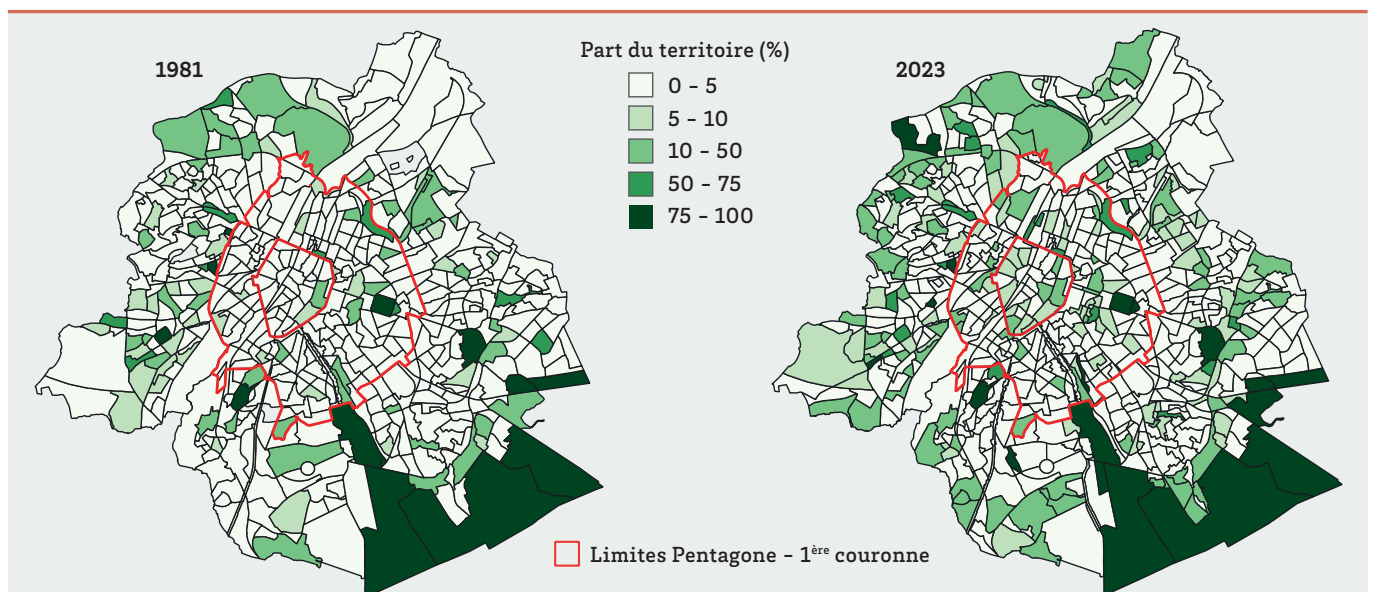 1981
Part du territoire (%)
0 – 5
5 – 10
10 – 50
50 – 75
75 – 100
2023
Limites Pentagone – 1ère couronne